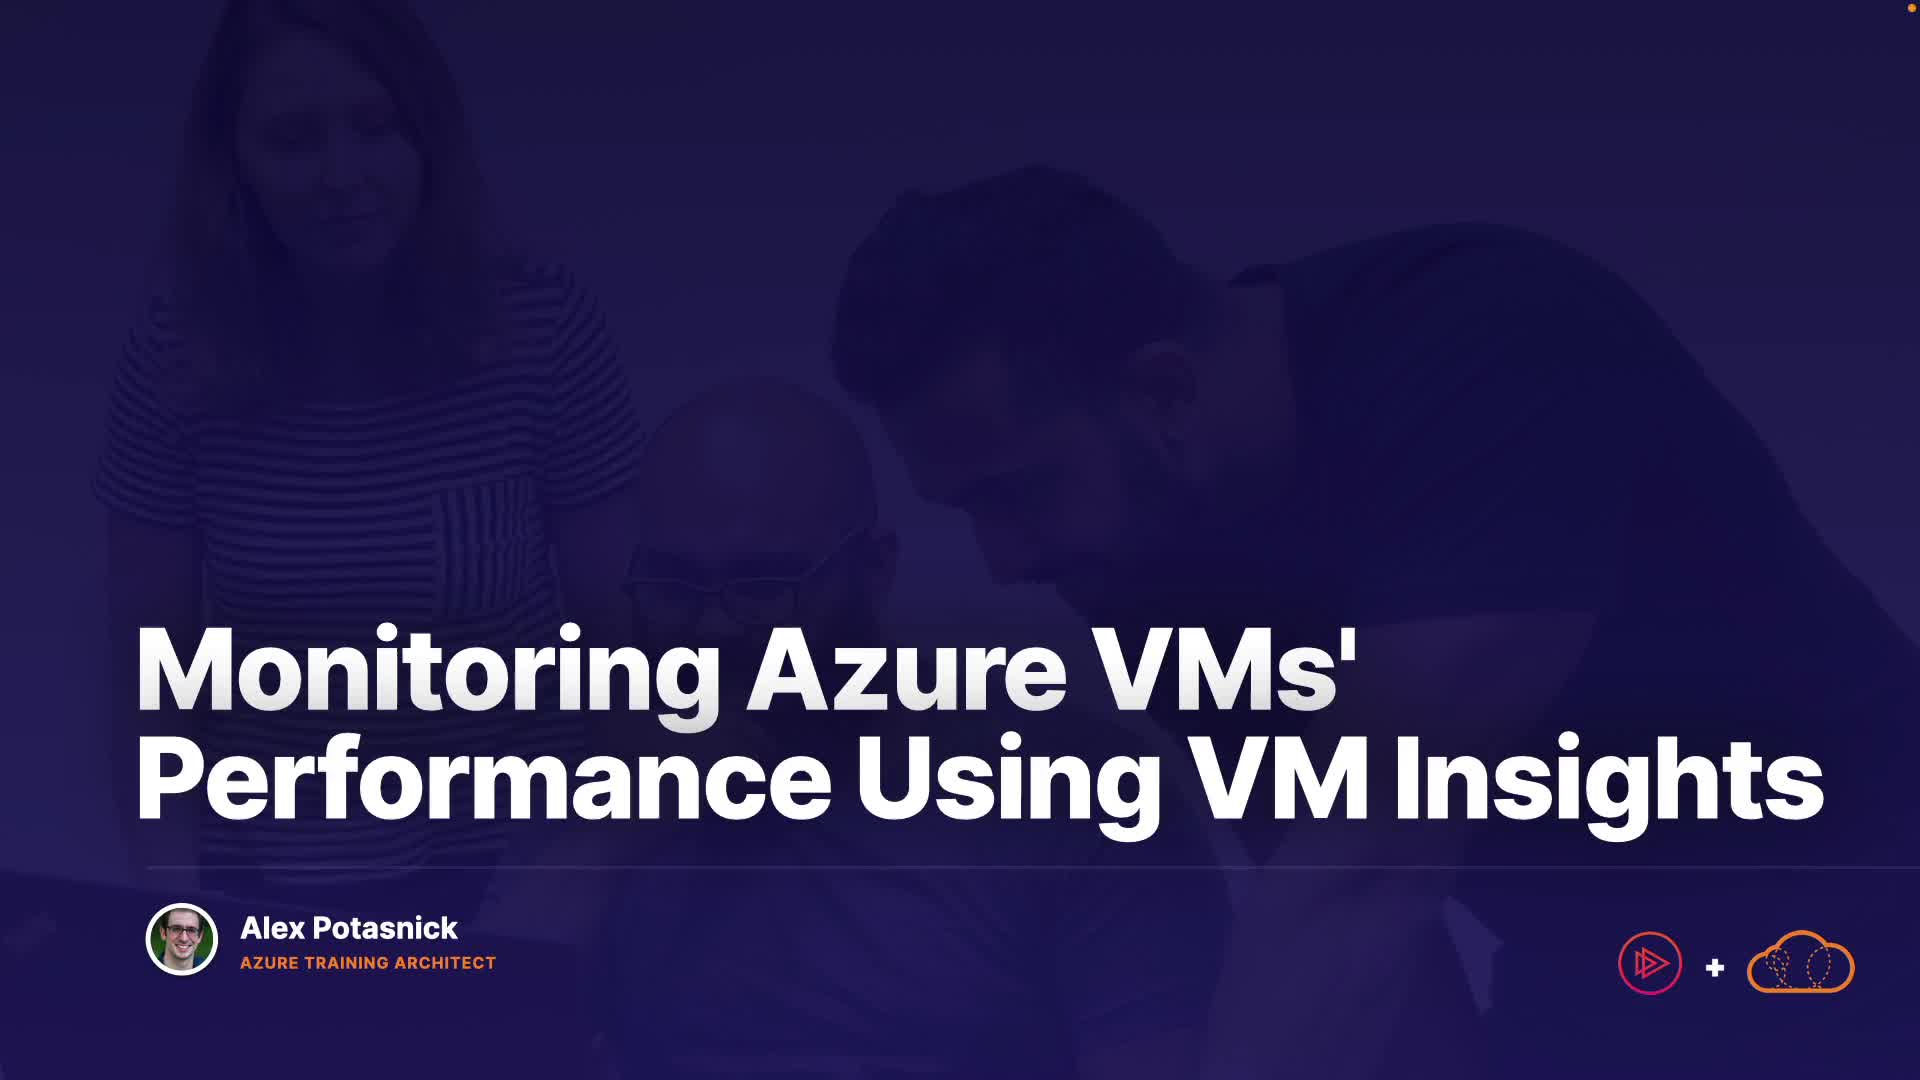 Monitoring Azure VMs'
Performance Using VM Insights
Alex Potasnick
AZURE TRAINING ARCHITECT
+